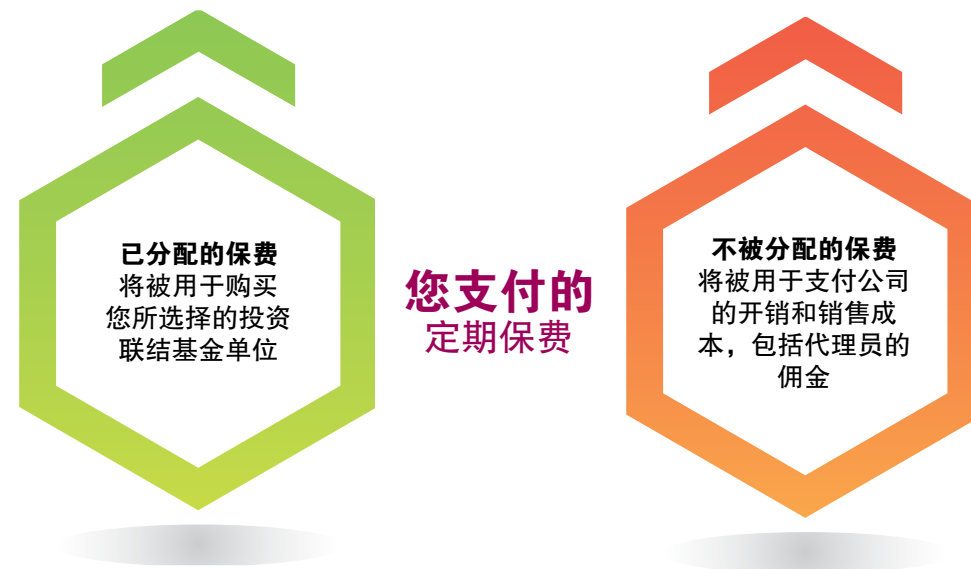 已分配的保费
将被用于购买
您所选择的投资
联结基金单位
您支付的
定期保费
不被分配的保费
将被用于支付公司
的开销和销售成
本，包括代理员的
佣金